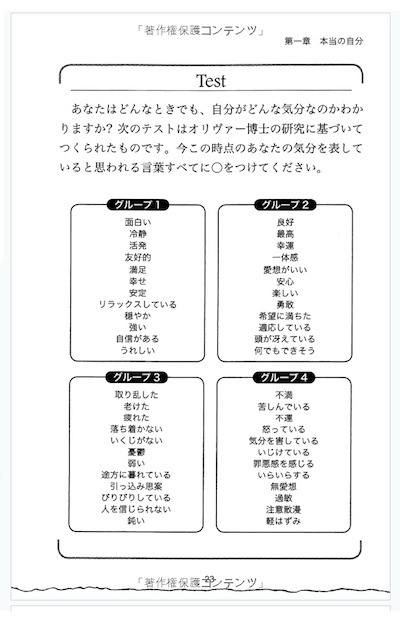 「著作権保護コンテンツ」
第一章 本当の自分
Test
あなたはどんなときでも、自分がどんな気分なのかわか
りますか? 次のテストはオリヴァー博士の研究に基づいて
つくられたものです。今この時点のあなたの気分を表して
いると思われる言葉すべてに〇をつけてください。
グループ1
面白い
冷静
活発
友好的
満足
幸せ
安定
リラックスしている
穏やか
強い
自信がある
うれしい
グループ2
良好
最高
幸運
一体感
愛想がいい
安心
楽しい
勇敢
希望に満ちた
適応している
頭が冴えている
何でもできそう
グループ3
取り乱した
老けた
疲れた
落ち着かない
いくじがない
憂鬱
弱い
途方に暮れている
引っ込み思案
ぴりぴりしている
人を信じられない
鈍い
グループ4
不満
苦しんでいる
不運
怒っている
気分を害している
いじけている
罪悪感を感じる
いらいらする
無愛想
過敏
注意散漫
軽はずみ
23
「著作権保護コンテンツ」